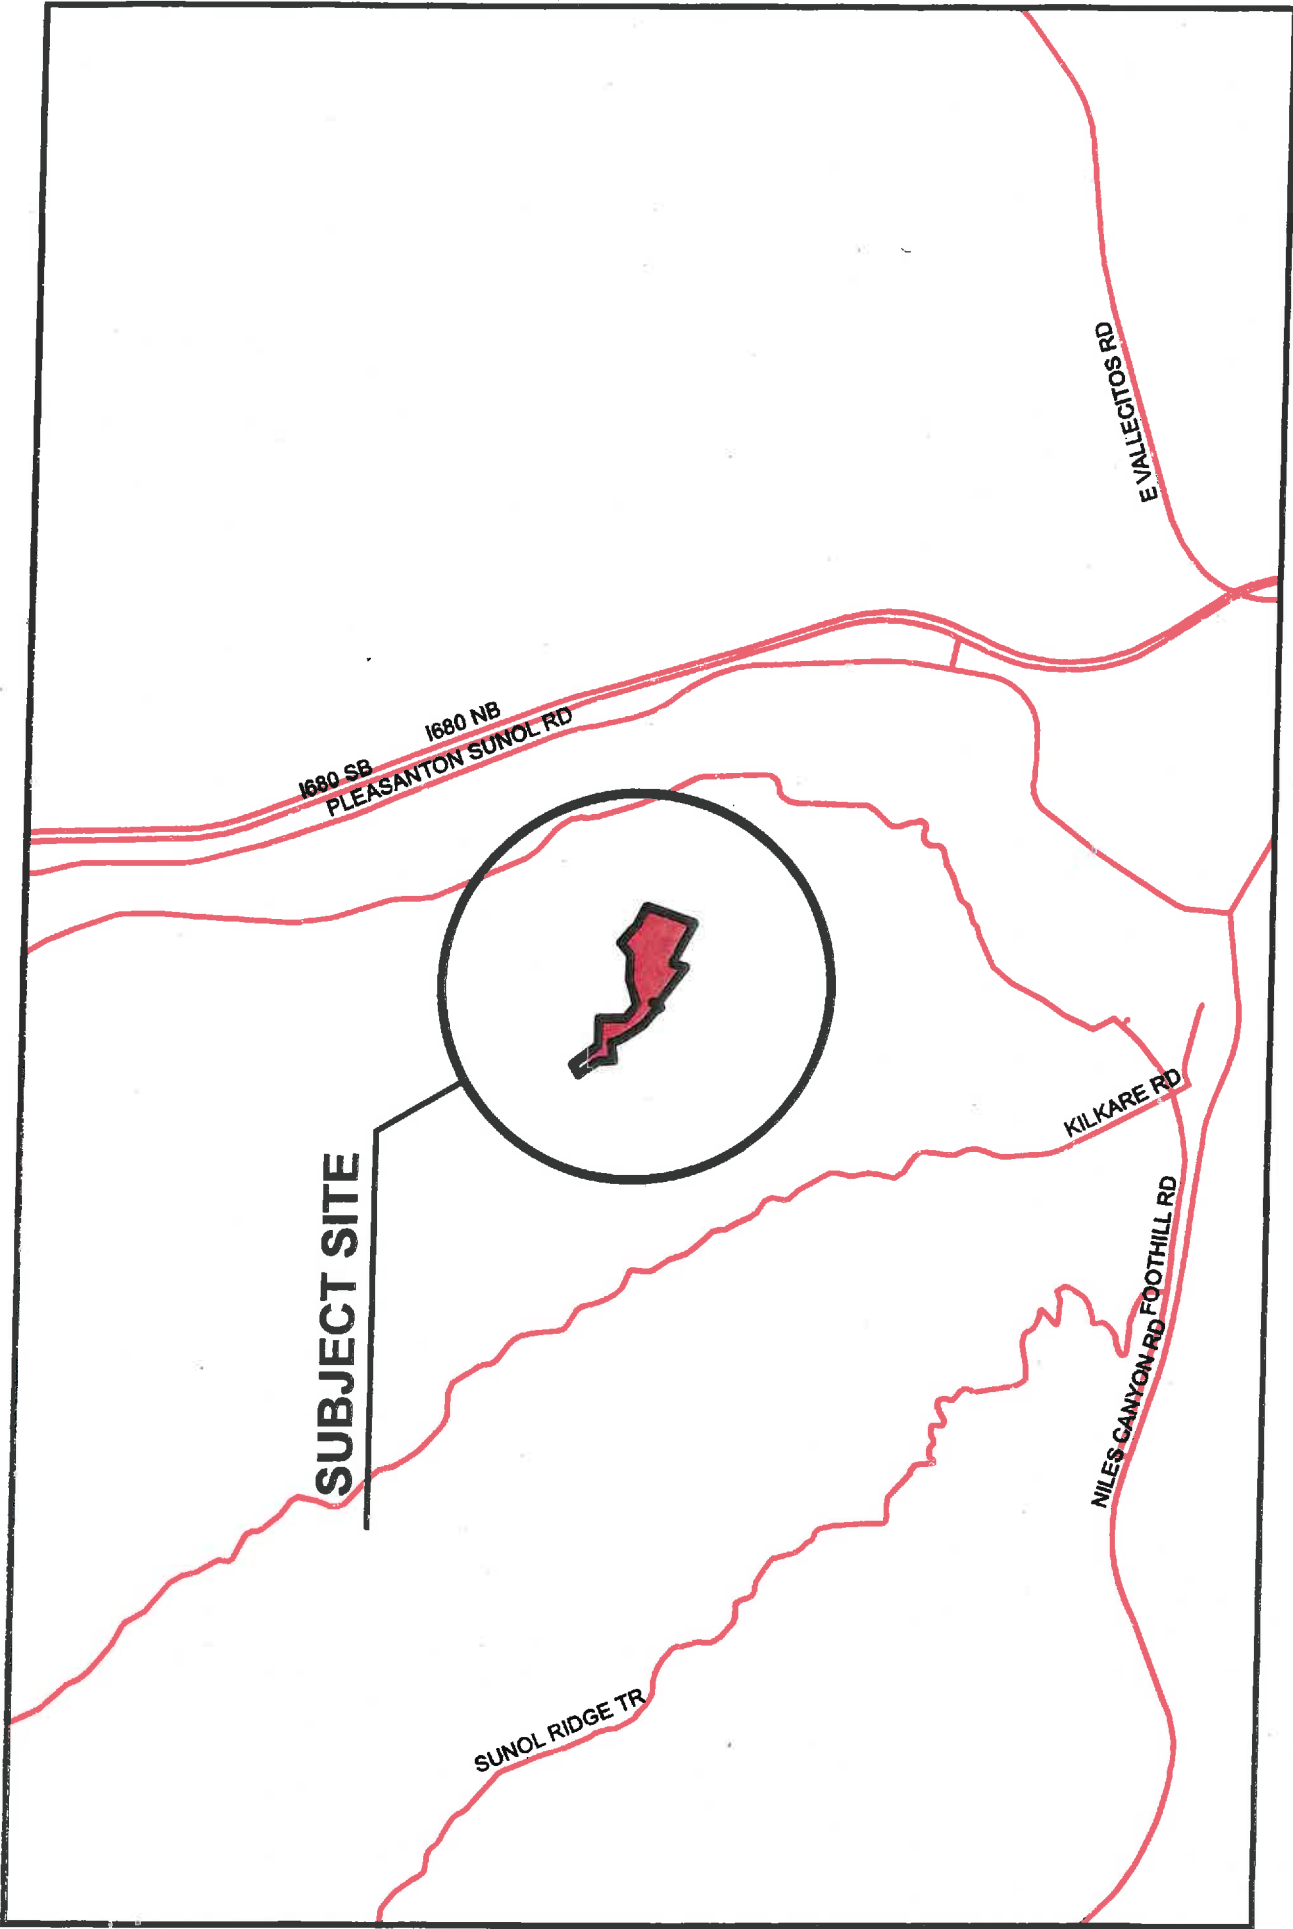 E VALLECITOS RD
I680 NB
I680 SB
PLEASANTON SUNOL RD
KILKARE RD
SUBJECT SITE
FOOTHILL RD
NILES CANYON RD
SUNOL RIDGE TR